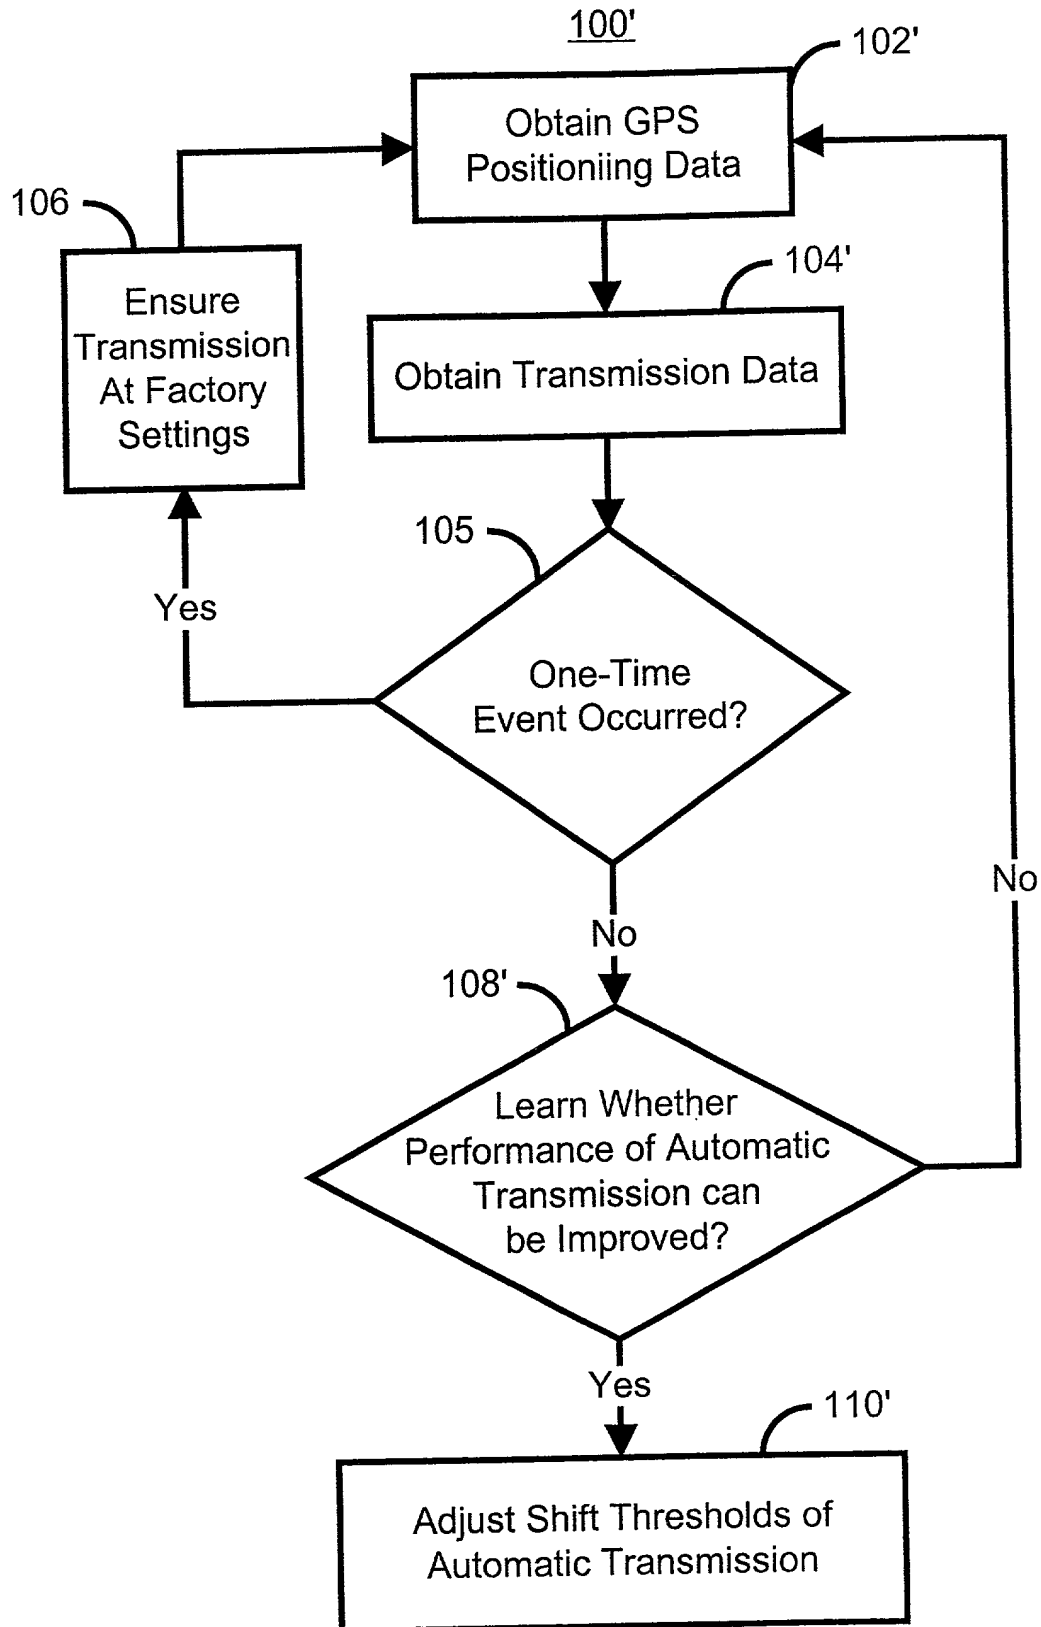 100'
102'
Obtain GPS
Positioniing Data
106
104'
Ensure
Transmission
At Factory
Settings
Obtain Transmission Data
105
Yes
One-Time
Event Occurred?
No
No
108'
Learn Whether
Performance of Automatic
Transmission can
be Improved?
Yes
110'
Adjust Shift Thresholds of
Automatic Transmission